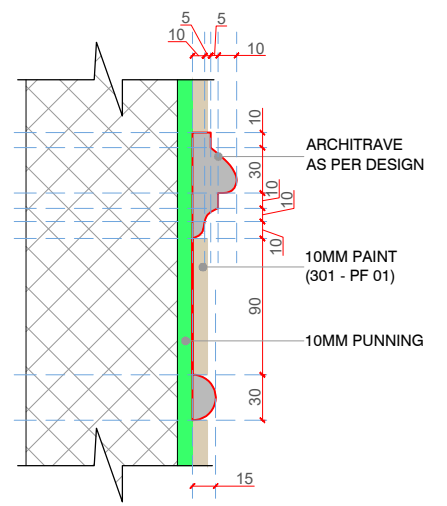 5 5
10 10
10
ARCHITRAVE
AS PER DESIGN
30
10
10
10
10MM PAINT
(301 - PF 01)
90
10MM PUNNING
30
15